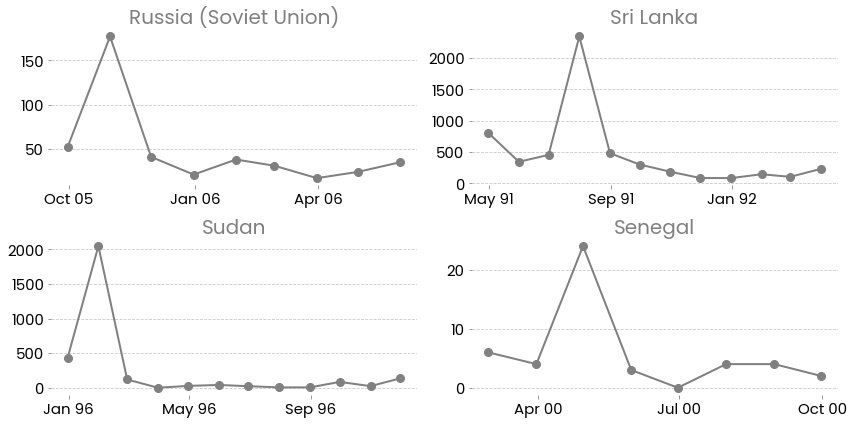 Russia (Soviet Union)
150
100
50
Oct 05 Jan 06 Apr 06
Sri Lanka
2000
1500
1000
500
0
May 91 Sep 91 Jan 92
Sudan
2000
1500
1000
500
0
Jan 96 May 96 Sep 96
Senegal
20
10
0
Apr 00 Jul 00 Oct 00